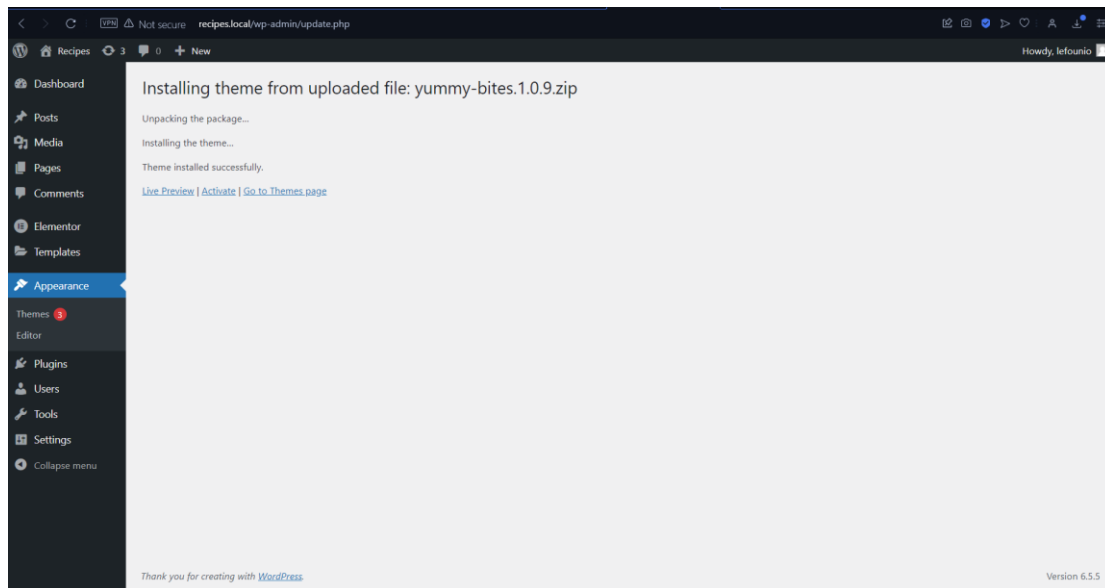 VPN Not secure recipes.local/wp-admin/update.php
Recipes 3 0 New Howdy, lefounio
Dashboard
Posts
Media
Pages
Comments
Elementor
Templates
Appearance
Themes 3
Editor
Plugins
Users
Tools
Settings
Collapse menu
Installing theme from uploaded file: yummy-bites.1.0.9.zip
Unpacking the package...
Installing the theme...
Theme installed successfully.
Live Preview | Activate | Go to Themes page
Thank you for creating with WordPress.
Version 6.5.5